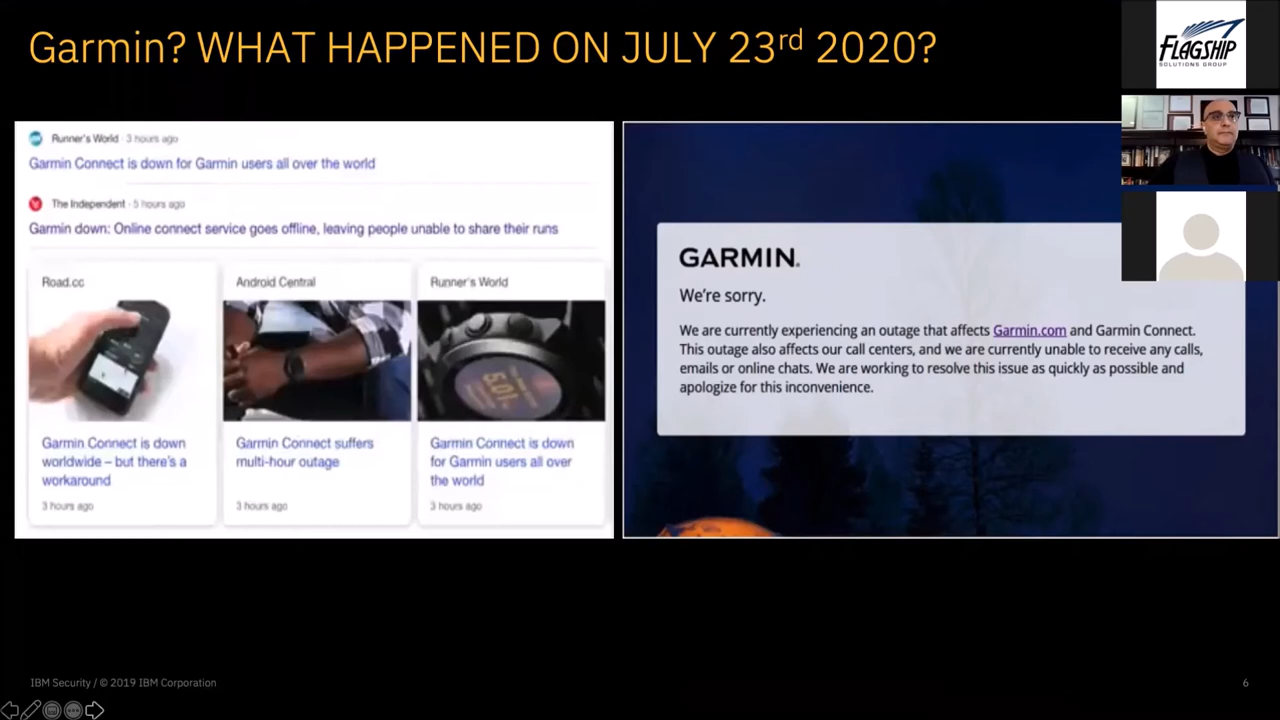 Garmin? WHAT HAPPENED ON JULY 23rd 2020?
FLAGSHIP
SOLUTIONS GROUP
Runner's World · 3 hours ago
Garmin Connect is down for Garmin users all over the world
The Independent · 5 hours ago
Garmin down: Online connect service goes offline, leaving people unable to share their runs
Road.cc
Garmin Connect is down
worldwide – but there's a
workaround
3 hours ago
Android Central
Garmin Connect suffers
multi-hour outage
3 hours ago
Runner's World
5.01
Garmin Connect is down
for Garmin users all over
the world
3 hours ago
GARMIN.
We're sorry.
We are currently experiencing an outage that affects Garmin.com and Garmin Connect.
This outage also affects our call centers, and we are currently unable to receive any calls,
emails or online chats. We are working to resolve this issue as quickly as possible and
apologize for this inconvenience.
IBM Security / © 2019 IBM Corporation
6